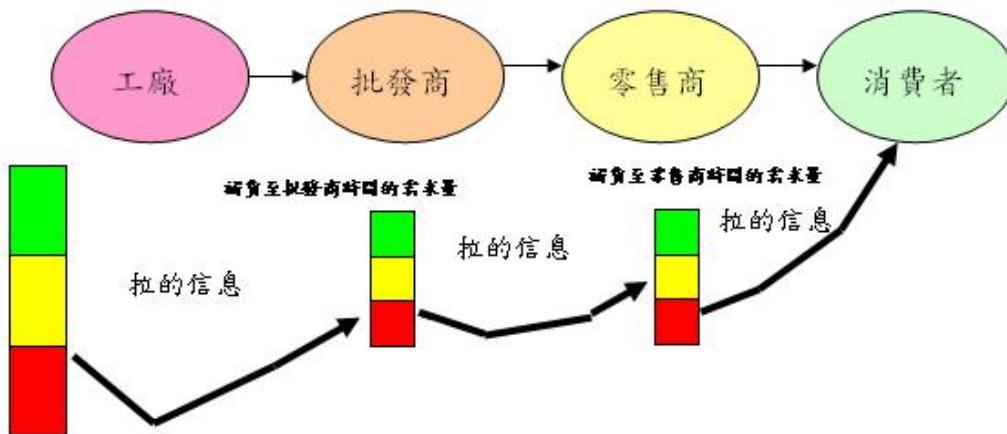 工廠
批發商
零售商
消費者
補貨至批發商時間的需求量
補貨至零售商時間的需求量
拉的信息
拉的信息
拉的信息